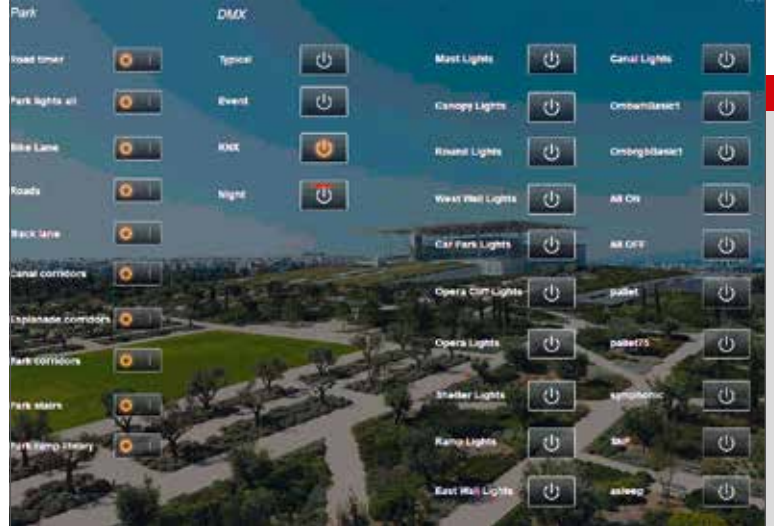 Park
DMX
Road timer
Park lights all
Bike Lane
Roads
Back lane
Canal corridors
Esplanade corridors
Park corridors
Park stairs
Park ramp library
Typical
Event
KNX
Night
Mast Lights
Canopy Lights
Round Lights
West Wall Lights
Car Park Lights
Opera Cliff Lights
Opera Lights
Shelter Lights
Ramp Lights
East Wall Lights
Canal Lights
All ON
All OFF
pallet
pallet75
symphonic
asleep